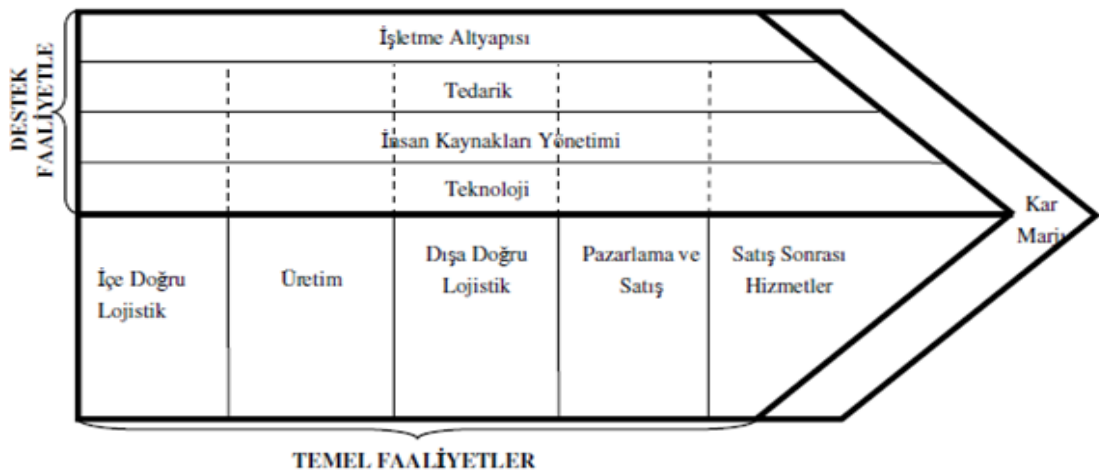 DESTEK
FAALİYETLE
İşletme Altyapısı
Tedarik
İnsan Kaynakları Yönetimi
Teknoloji
İçe Doğru
Lojistik
Üretim
Dışa Doğru
Lojistik
Pazarlama ve
Satış
Satış Sonrası
Hizmetler
Kar
Marjı
TEMEL FAALİYETLER